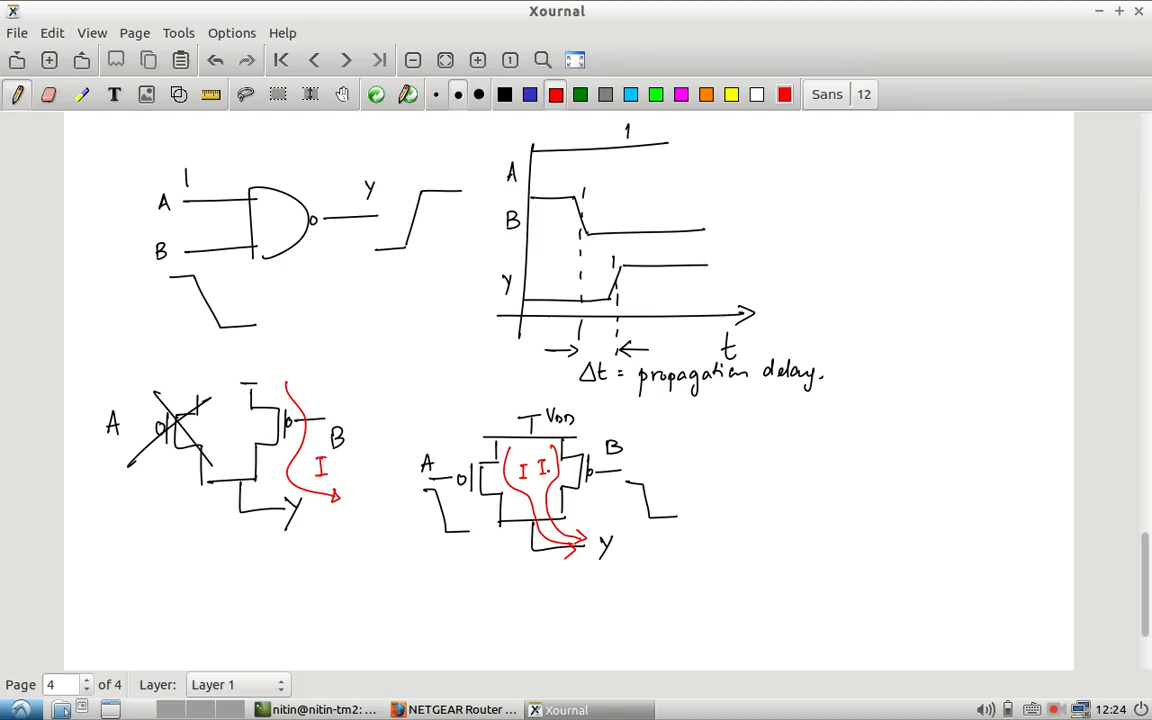 Xournal
File Edit View Page Tools Options Help
Sans 12
1
A
B
Y
A
1
B
1
Y
1
t
Δt = propagation delay.
A
B
I
Y
VDD
A
B
I I
Y
Page 4 of 4 Layer: Layer 1
nitin@nitin-tm2: ... NETGEAR Router ... Xournal 12:24